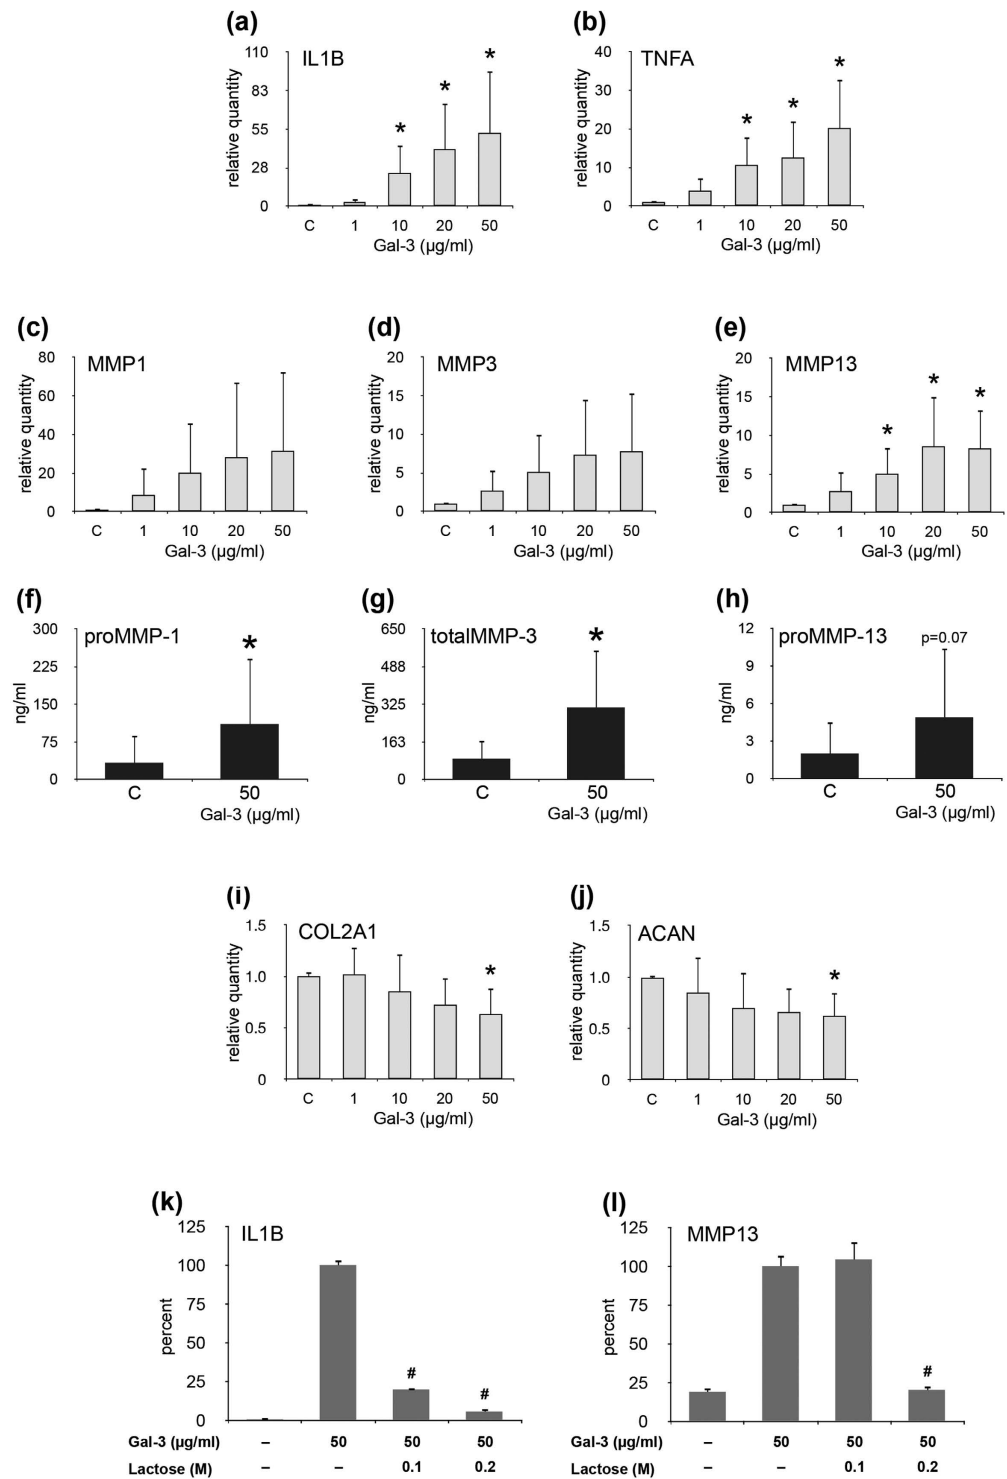 (a)
IL1B
relative quantity
110
83
55
28
0
*
*
*
C 1 10 20 50
Gal-3 (µg/ml)
(b)
TNFA
relative quantity
40
30
20
10
0
*
*
*
C 1 10 20 50
Gal-3 (µg/ml)
(c)
MMP1
relative quantity
80
60
40
20
0
C 1 10 20 50
Gal-3 (µg/ml)
(d)
MMP3
relative quantity
20
15
10
5
0
C 1 10 20 50
Gal-3 (µg/ml)
(e)
MMP13
relative quantity
20
15
10
5
0
*
*
*
C 1 10 20 50
Gal-3 (µg/ml)
(f)
proMMP-1
ng/ml
300
225
150
75
0
*
C 50
Gal-3 (µg/ml)
(g)
totalMMP-3
ng/ml
650
488
325
163
0
*
C 50
Gal-3 (µg/ml)
(h)
proMMP-13
ng/ml
12
9
6
3
0
p=0.07
C 50
Gal-3 (µg/ml)
(i)
COL2A1
relative quantity
1.5
1.0
0.5
0
*
C 1 10 20 50
Gal-3 (µg/ml)
(j)
ACAN
relative quantity
1.5
1.0
0.5
0
*
C 1 10 20 50
Gal-3 (µg/ml)
(k)
IL1B
percent
125
100
75
50
25
0
#
#
Gal-3 (µg/ml) – 50 50 50
Lactose (M) – – 0.1 0.2
(l)
MMP13
percent
125
100
75
50
25
0
#
Gal-3 (µg/ml) – 50 50 50
Lactose (M) – – 0.1 0.2